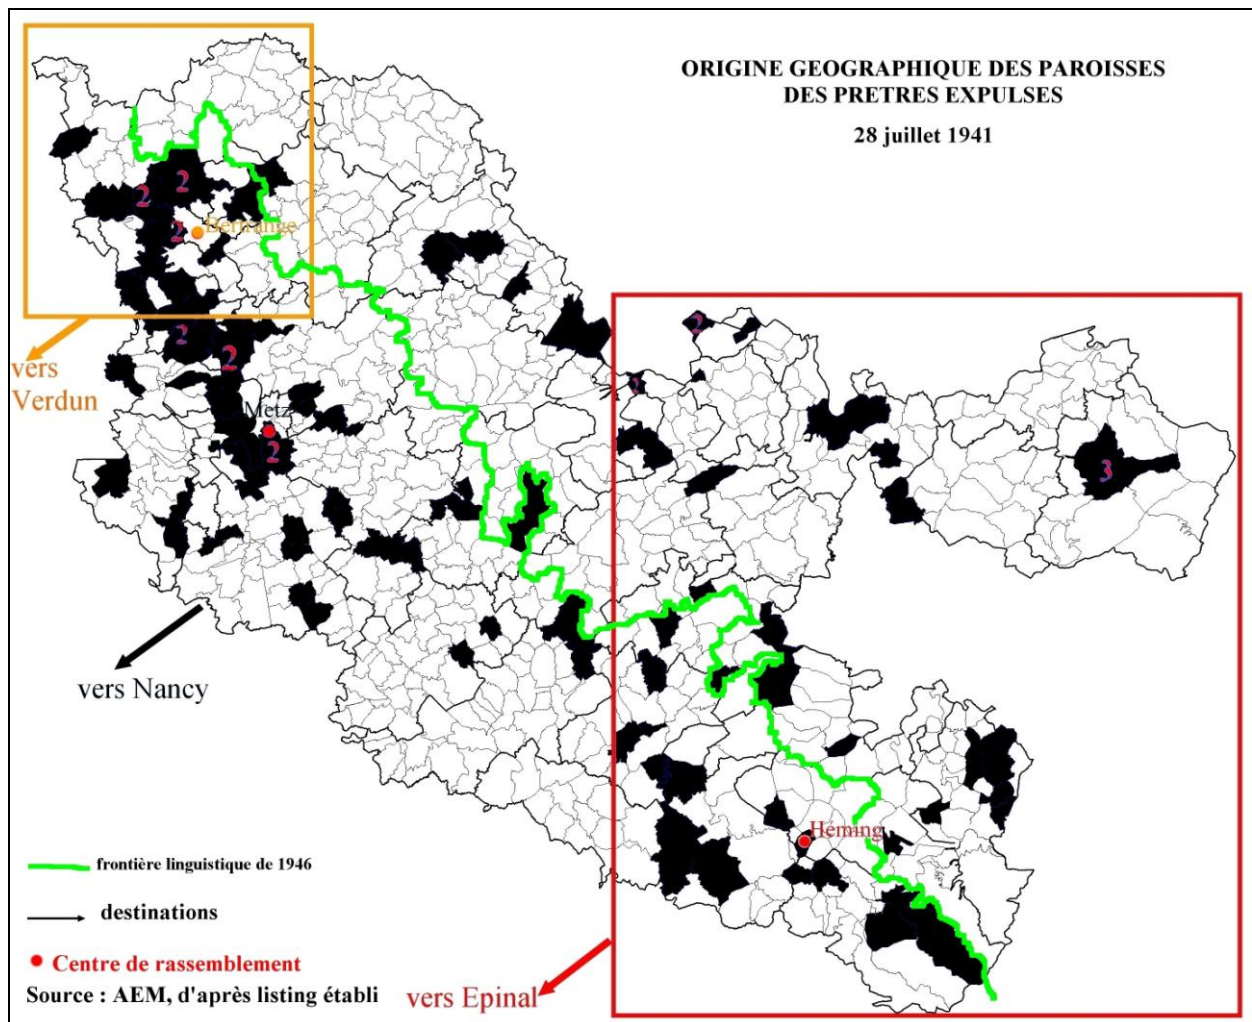 ORIGINE GEOGRAPHIQUE DES PAROISSES
DES PRETRES EXPULSES
28 juillet 1941
2
2
2
Bertrange
2
2
2
vers
Verdun
Metz
2
3
vers Nancy
Héming
frontière linguistique de 1946
destinations
Centre de rassemblement
Source : AEM, d'après listing établi
vers Epinal